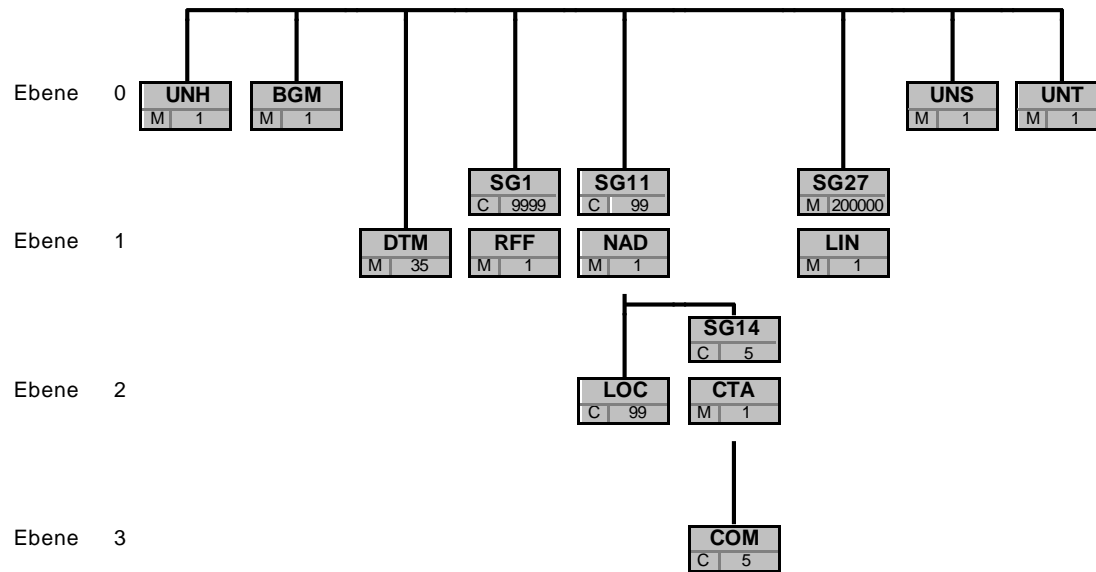 Ebene 0 UNH BGM UNS UNT
M 1 M 1 M 1 M 1
SG1 SG11 SG27
C 9999 C 99 M 200000
Ebene 1 DTM RFF NAD LIN
M 35 M 1 M 1 M 1
SG14
C 5
Ebene 2 LOC CTA
C 99 M 1
Ebene 3 COM
C 5